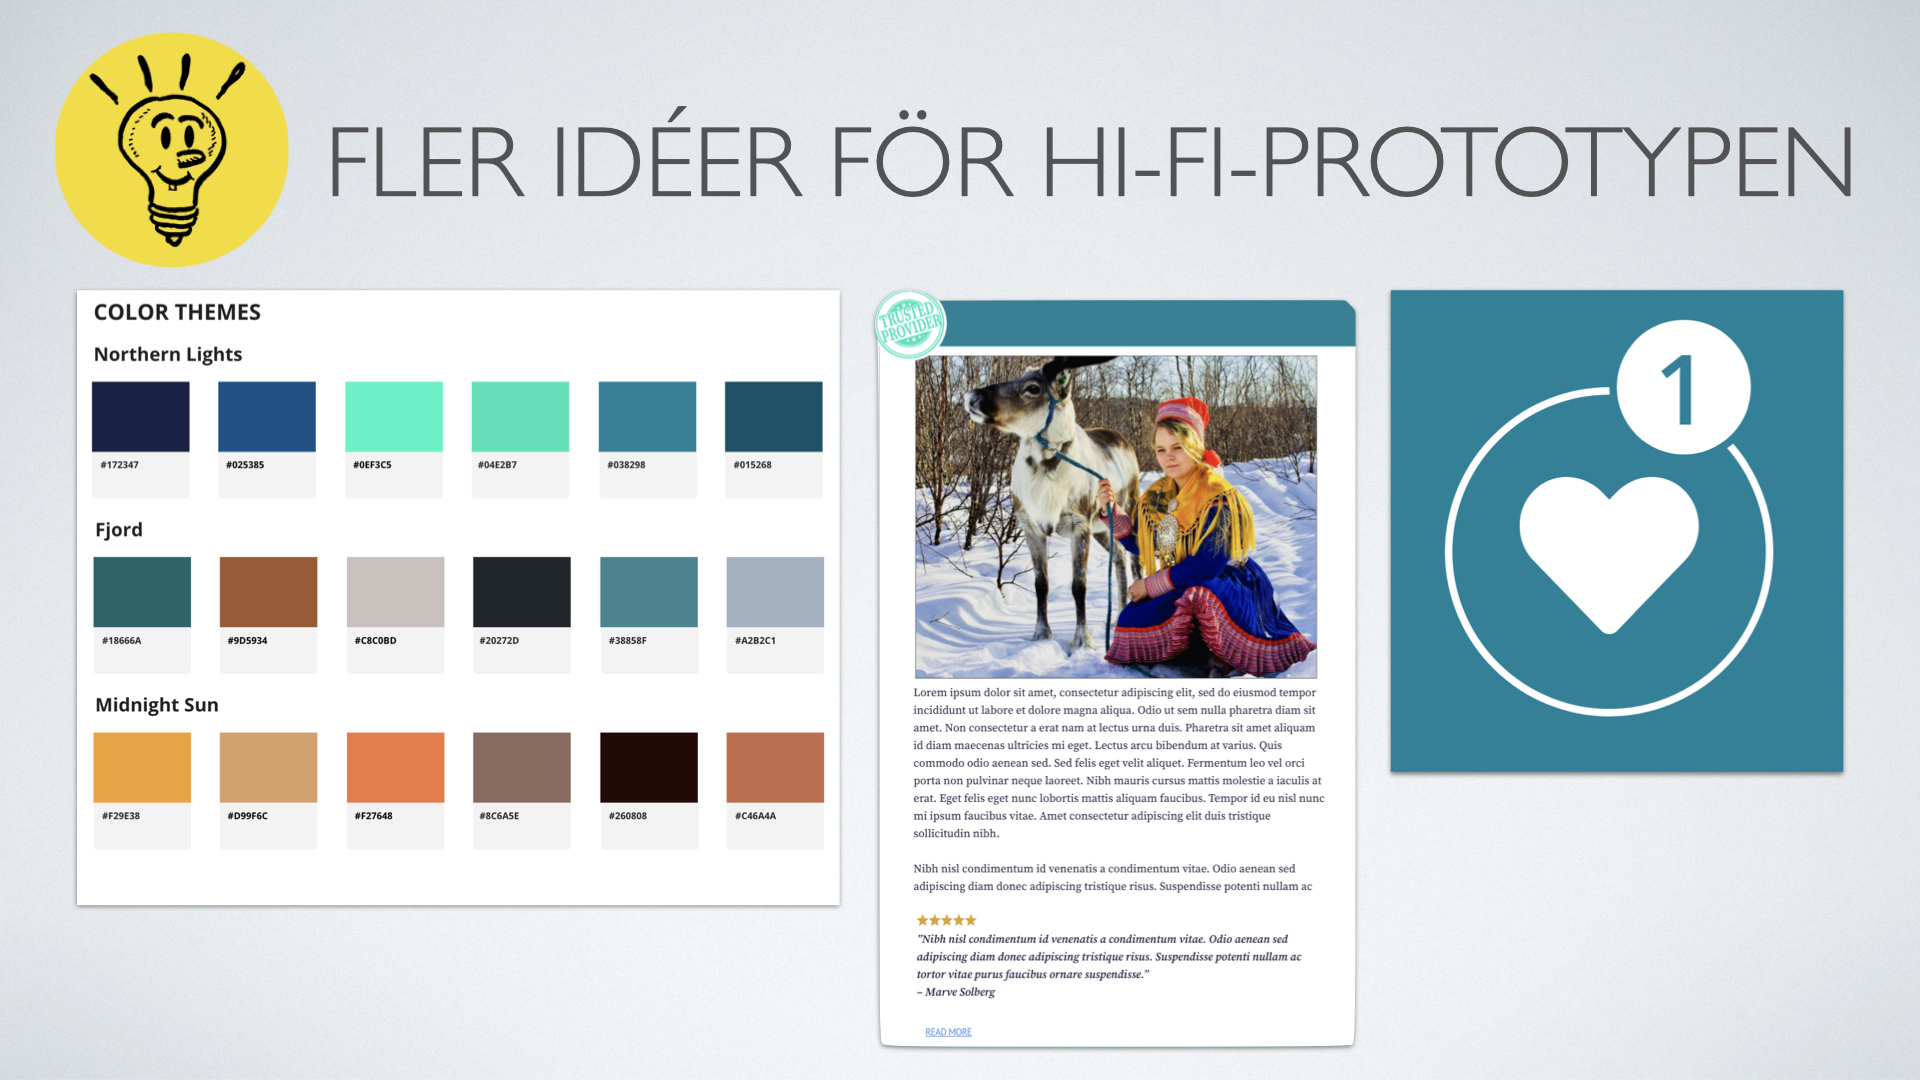 FLER IDÉER FÖR HI-FI-PROTOTYPEN
COLOR THEMES
Northern Lights
#172347 #025385 #0EF3C5 #04E2B7 #038298 #015268
Fjord
#18666A #9D5934 #C8C0BD #20272D #38858F #A2B2C1
Midnight Sun
#F29E38 #D99F6C #F27648 #8C6A5E #260808 #C46A4A
TRUSTED
PROVIDER
Lorem ipsum dolor sit amet, consectetur adipiscing elit, sed do eiusmod tempor
incididunt ut labore et dolore magna aliqua. Odio ut sem nulla pharetra diam sit
amet. Non consectetur a erat nam at lectus urna duis. Pharetra sit amet aliquam
id diam maecenas ultricies mi eget. Lectus arcu bibendum at varius. Quis
commodo odio aenean sed. Sed felis eget velit aliquet. Fermentum leo vel orci
porta non pulvinar neque laoreet. Nibh mauris cursus mattis molestie a iaculis at
erat. Eget felis eget nunc lobortis mattis aliquam faucibus. Tempor id eu nisl nunc
mi ipsum faucibus vitae. Amet consectetur adipiscing elit duis tristique
sollicitudin nibh.
Nibh nisl condimentum id venenatis a condimentum vitae. Odio aenean sed
adipiscing diam donec adipiscing tristique risus. Suspendisse potenti nullam ac
"Nibh nisl condimentum id venenatis a condimentum vitae. Odio aenean sed
adipiscing diam donec adipiscing tristique risus. Suspendisse potenti nullam ac
tortor vitae purus faucibus ornare suspendisse."
– Marve Solberg
READ MORE
1